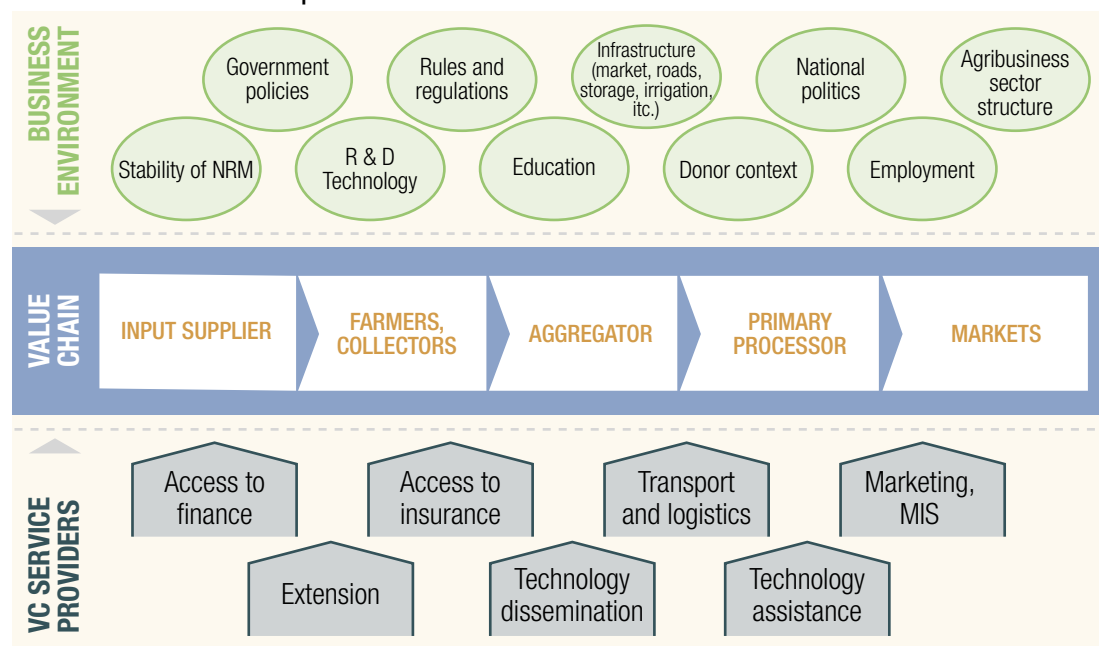 BUSINESS
ENVIRONMENT
Government
policies
Rules and
regulations
Infrastructure
(market, roads,
storage, irrigation,
itc.)
National
politics
Agribusiness
sector
structure
Stability of NRM
R & D
Technology
Education
Donor context
Employment
VALUE
CHAIN
INPUT SUPPLIER
FARMERS,
COLLECTORS
AGGREGATOR
PRIMARY
PROCESSOR
MARKETS
VC SERVICE
PROVIDERS
Access to
finance
Access to
insurance
Transport
and logistics
Marketing,
MIS
Extension
Technology
dissemination
Technology
assistance